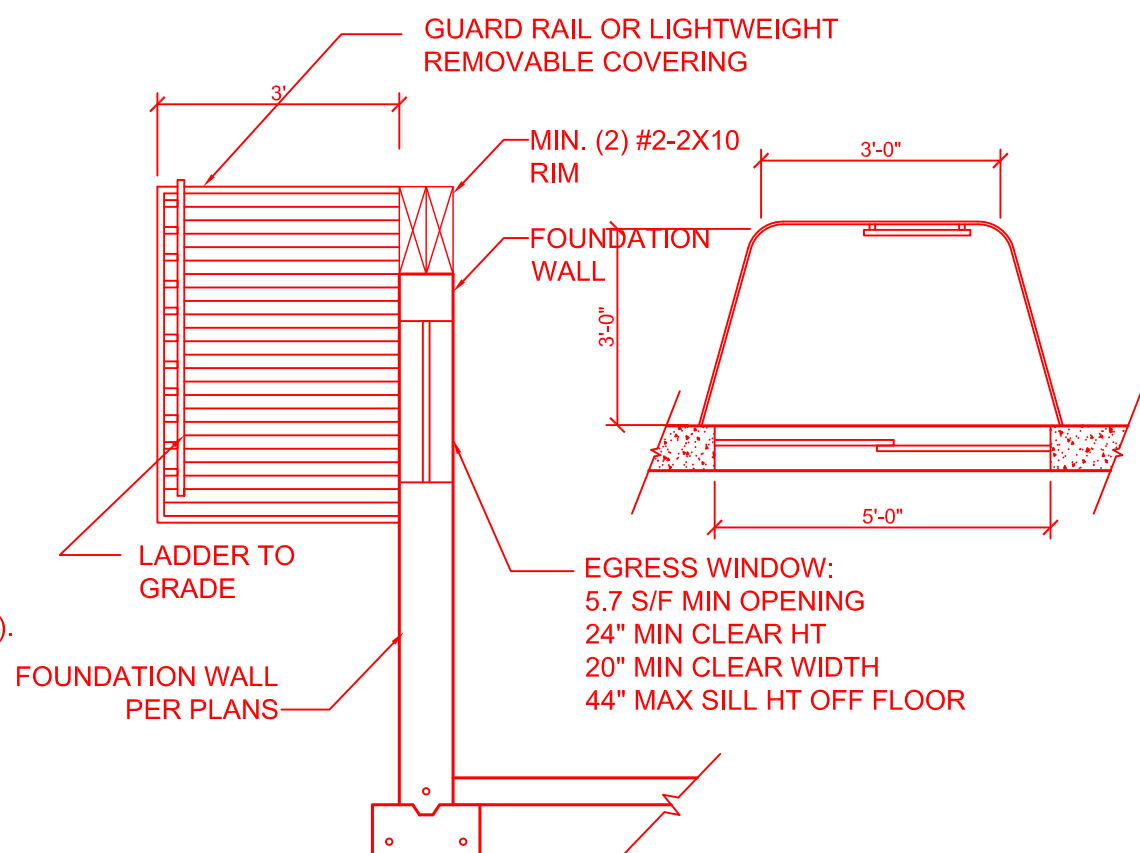 GUARD RAIL OR LIGHTWEIGHT
REMOVABLE COVERING
3'
MIN. (2) #2-2X10
RIM
3'-0"
FOUNDATION
WALL
3'-0"
5'-0"
LADDER TO
GRADE
EGRESS WINDOW:
5.7 S/F MIN OPENING
24" MIN CLEAR HT
20" MIN CLEAR WIDTH
44" MAX SILL HT OFF FLOOR
).
FOUNDATION WALL
PER PLANS